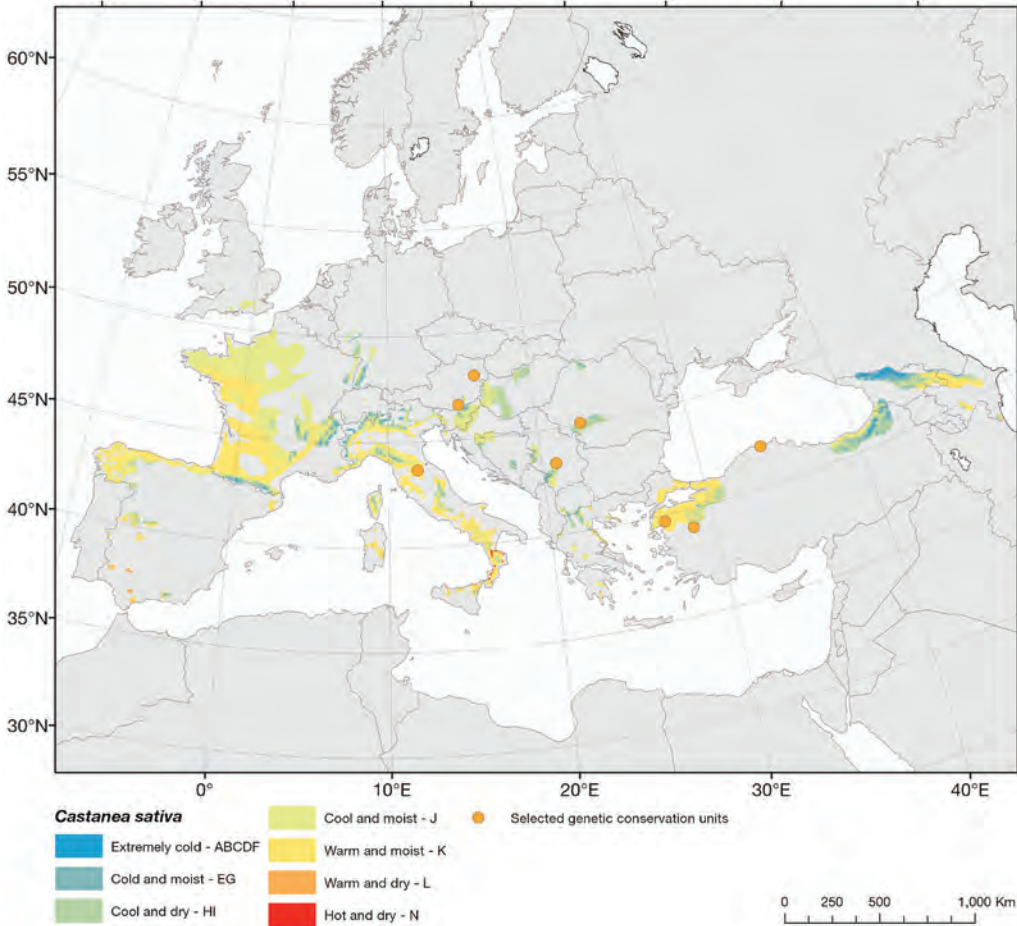 60°N
55°N
50°N
45°N
40°N
35°N
30°N
0°
10°E
20°E
30°E
40°E
Castanea sativa
Extremely cold - ABCDF
Cold and moist - EG
Cool and dry - HI
Cool and moist - J
Warm and moist - K
Warm and dry - L
Hot and dry - N
Selected genetic conservation units
0 250 500 1,000 Km